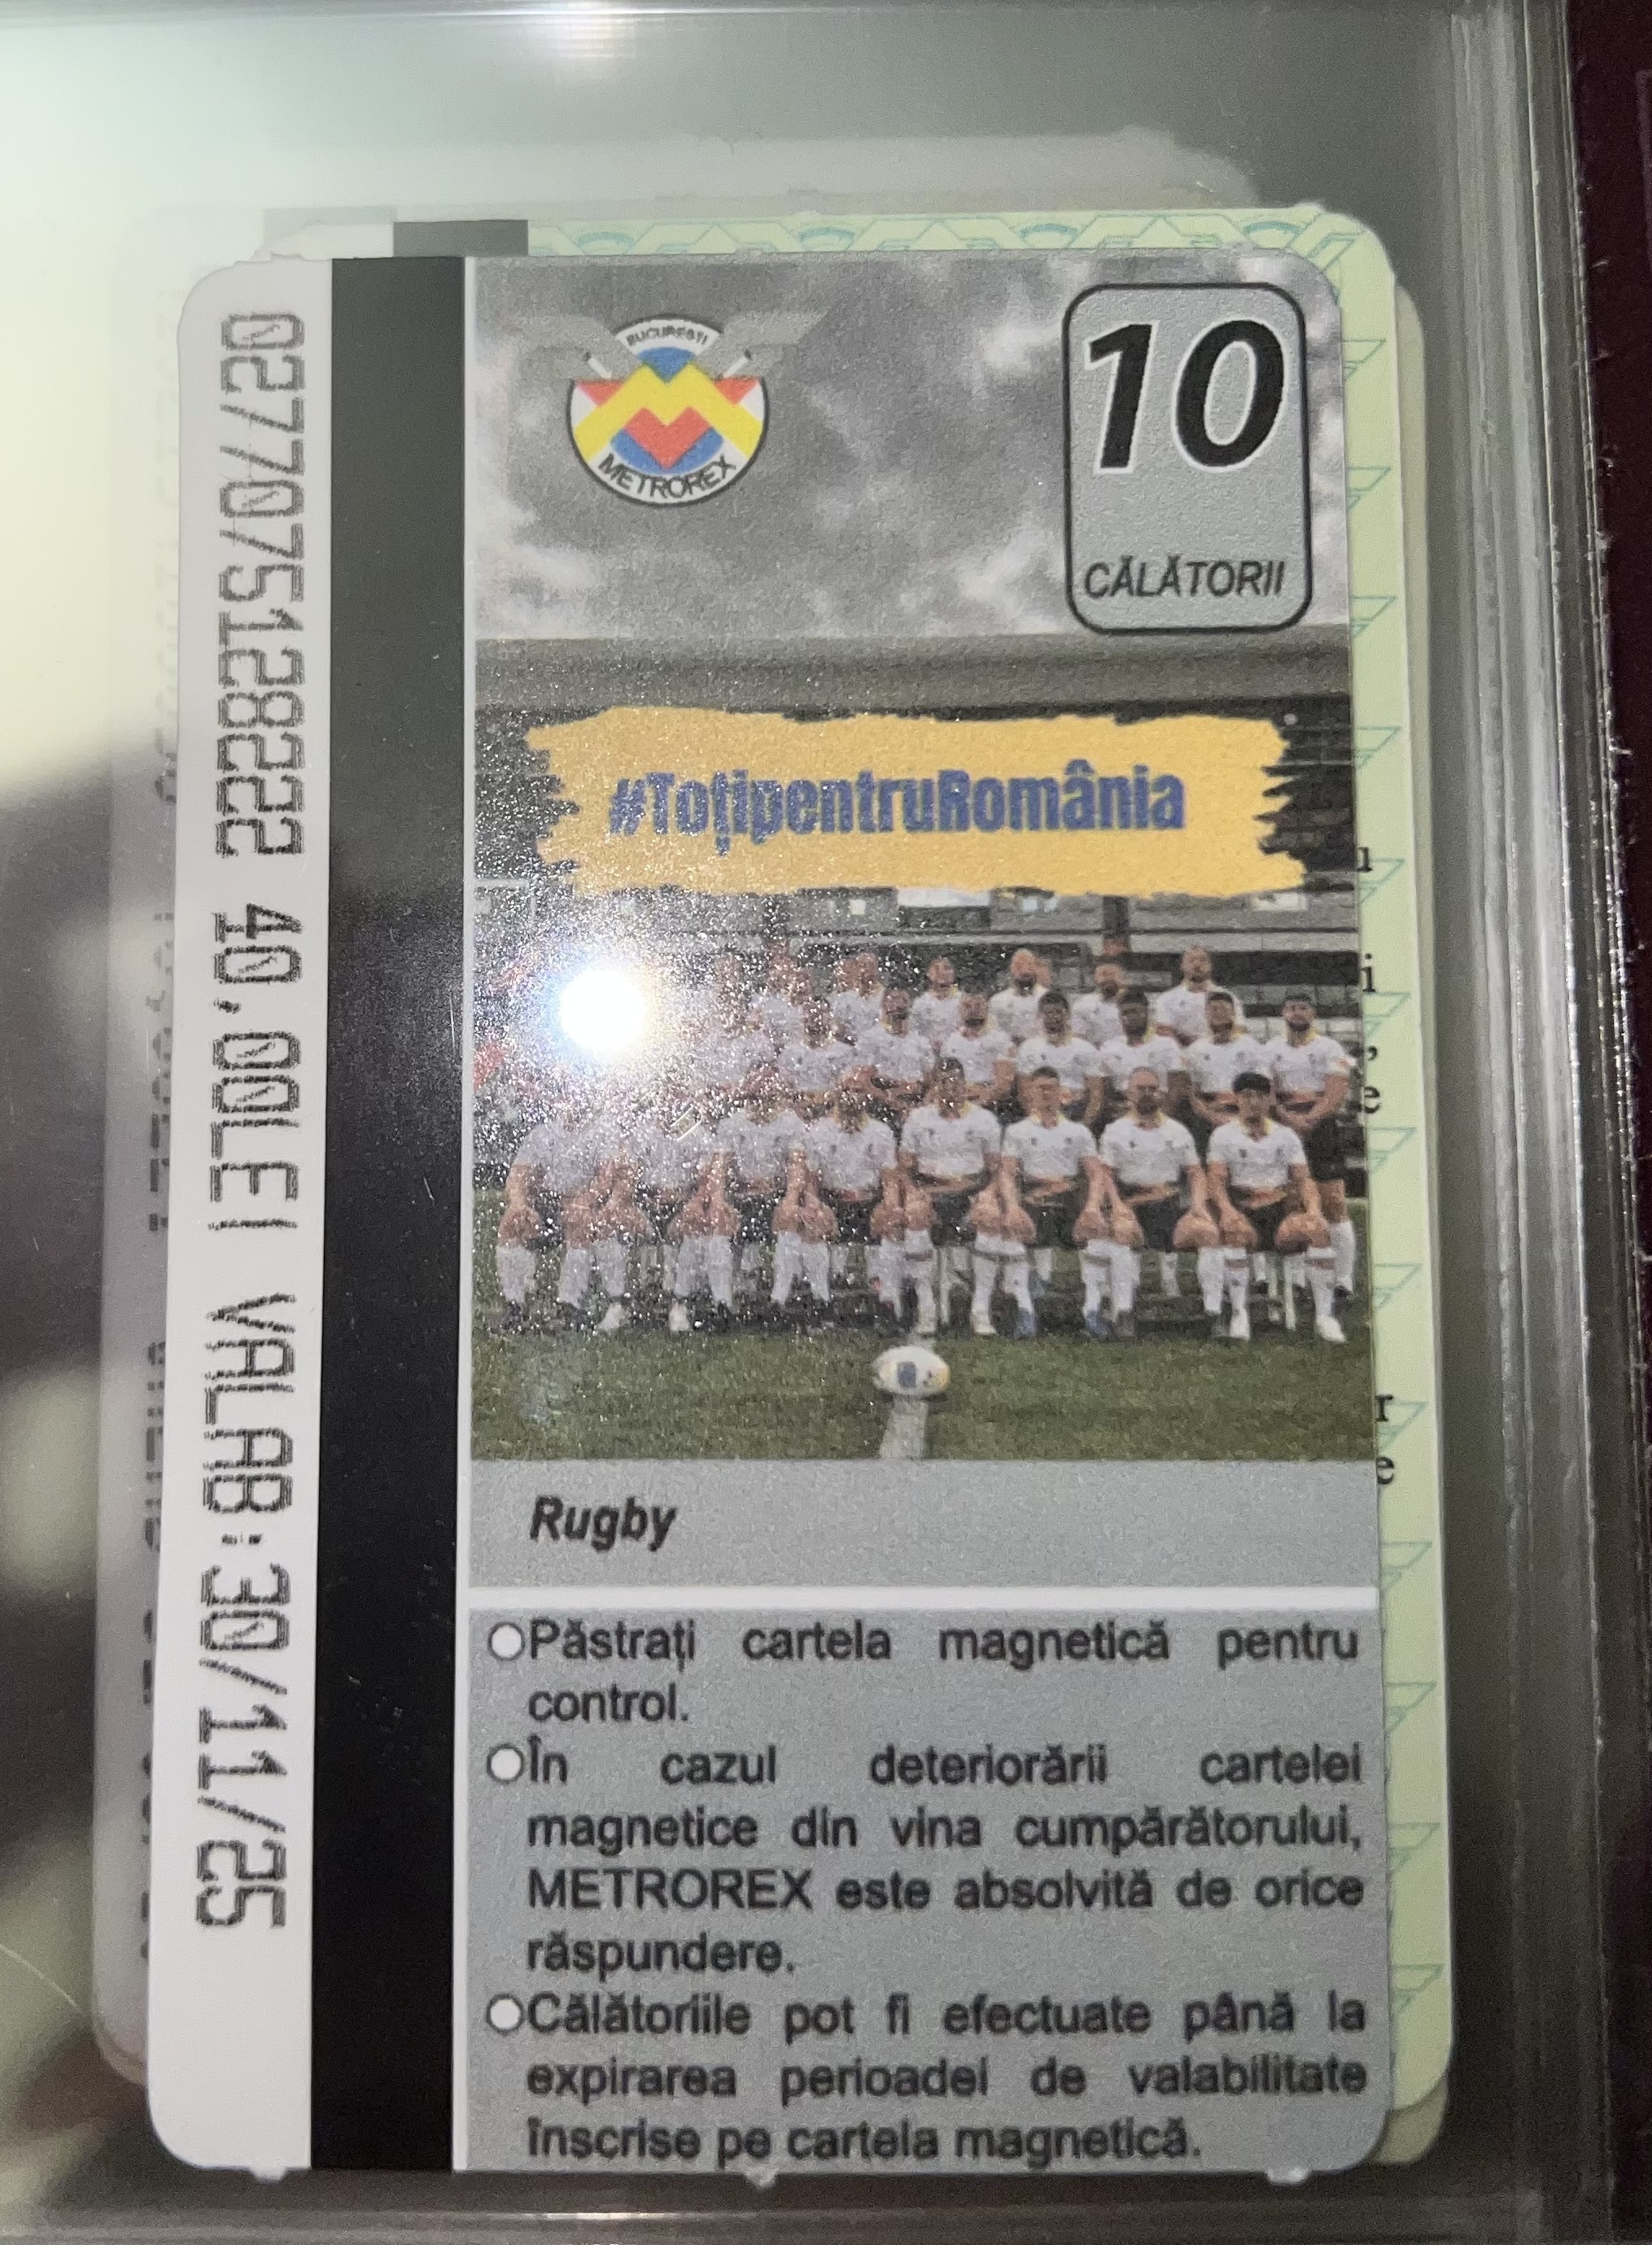 BUCUREȘTI
METROREX
10
CĂLĂTORII
#ToțipentruRomânia
Rugby
Păstrați cartela magnetică pentru
control.
În cazul deteriorării cartelei
magnetice din vina cumpărătorului,
METROREX este absolvită de orice
răspundere.
Călătoriile pot fi efectuate până la
expirarea perioadei de valabilitate
înscrise pe cartela magnetică.
02770751282822 40,00LEI VALAB:30/11/25